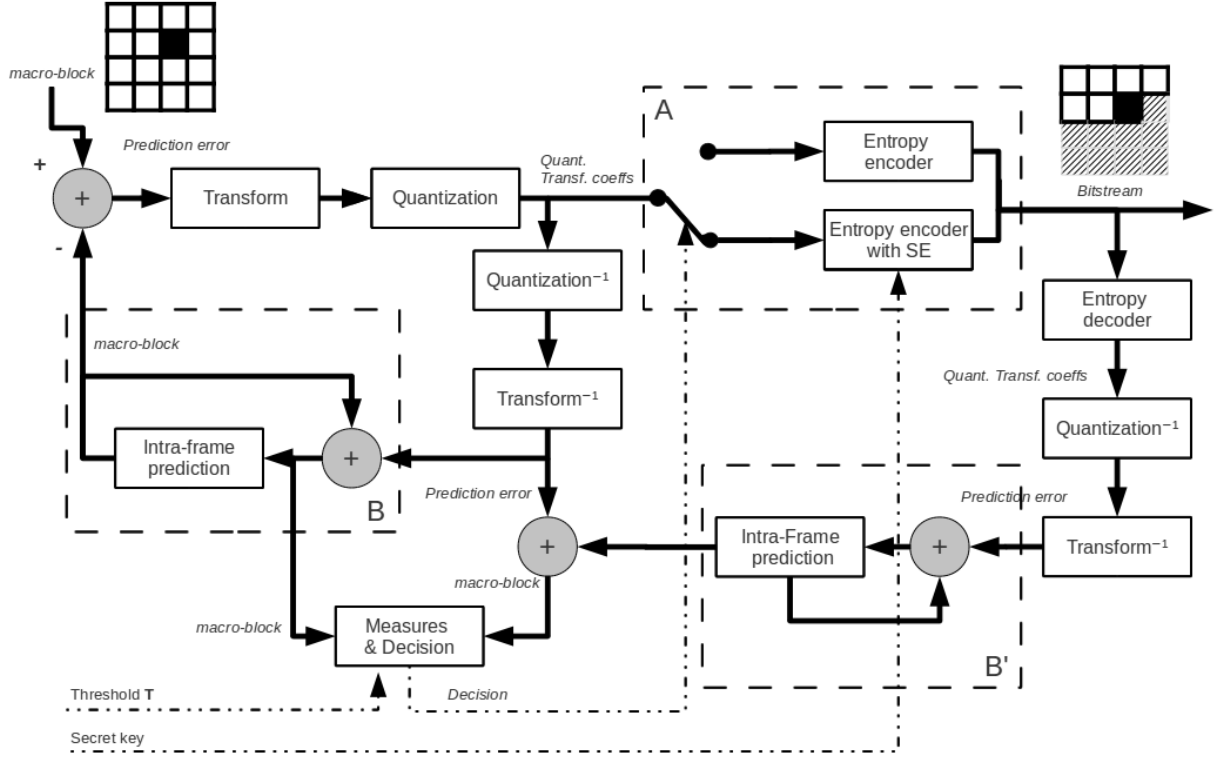 macro-block
A
Prediction error
+
Entropy
encoder
Quant.
Transf. coeffs
Bitstream
+
Transform
Quantization
-
Entropy encoder
with SE
Quantization⁻¹
Entropy
decoder
macro-block
Quant. Transf. coeffs
Transform⁻¹
Quantization⁻¹
Intra-frame
prediction
+
B
Prediction error
Prediction error
+
Intra-Frame
prediction
+
Transform⁻¹
macro-block
macro-block
Measures
& Decision
B'
Threshold T
Decision
Secret key